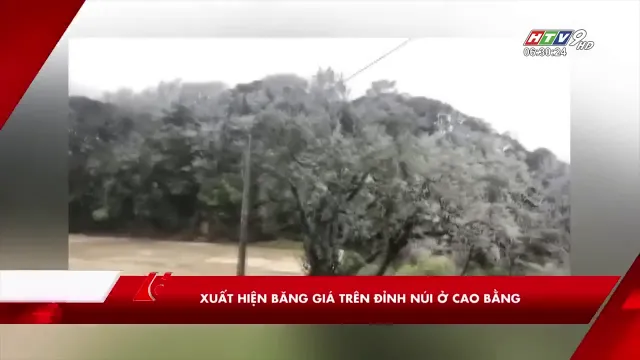 HTV9 HD
06:30:24
XUẤT HIỆN BĂNG GIÁ TRÊN ĐỈNH NÚI Ở CAO BẰNG